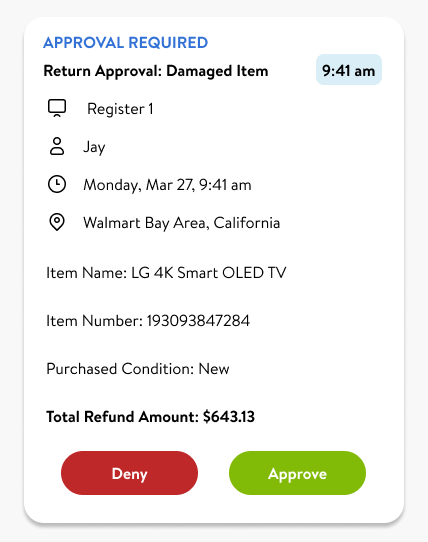 APPROVAL REQUIRED
Return Approval: Damaged Item 9:41 am
Register 1
Jay
Monday, Mar 27, 9:41 am
Walmart Bay Area, California
Item Name: LG 4K Smart OLED TV
Item Number: 193093847284
Purchased Condition: New
Total Refund Amount: $643.13
Deny Approve